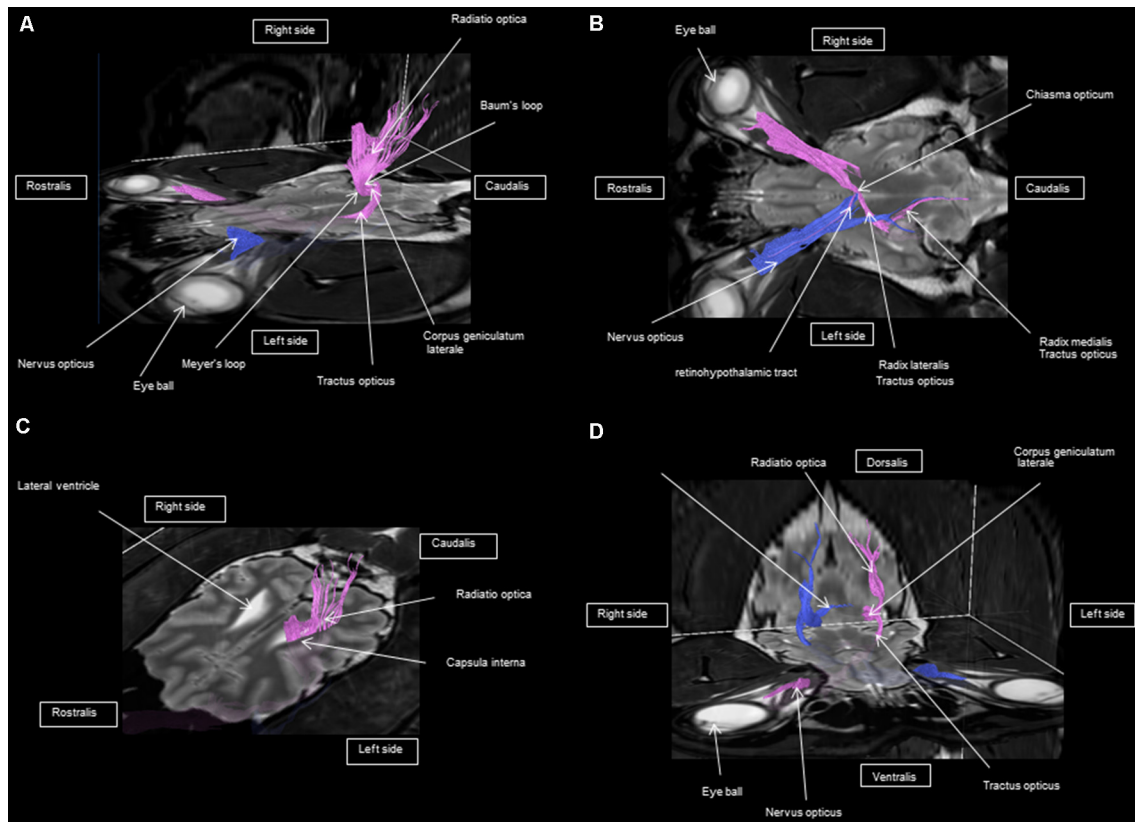 A
Right side
Radiatio optica
Baum's loop
Rostralis
Caudalis
Nervus opticus
Eye ball
Meyer's loop
Left side
Tractus opticus
Corpus geniculatum
laterale
B
Eye ball
Right side
Chiasma opticum
Rostralis
Caudalis
Nervus opticus
retinohypothalamic tract
Left side
Radix lateralis
Tractus opticus
Radix medialis
Tractus opticus
C
Lateral ventricle
Right side
Caudalis
Radiatio optica
Capsula interna
Rostralis
Left side
D
Radiatio optica
Dorsalis
Corpus geniculatum
laterale
Right side
Left side
Eye ball
Nervus opticus
Ventralis
Tractus opticus